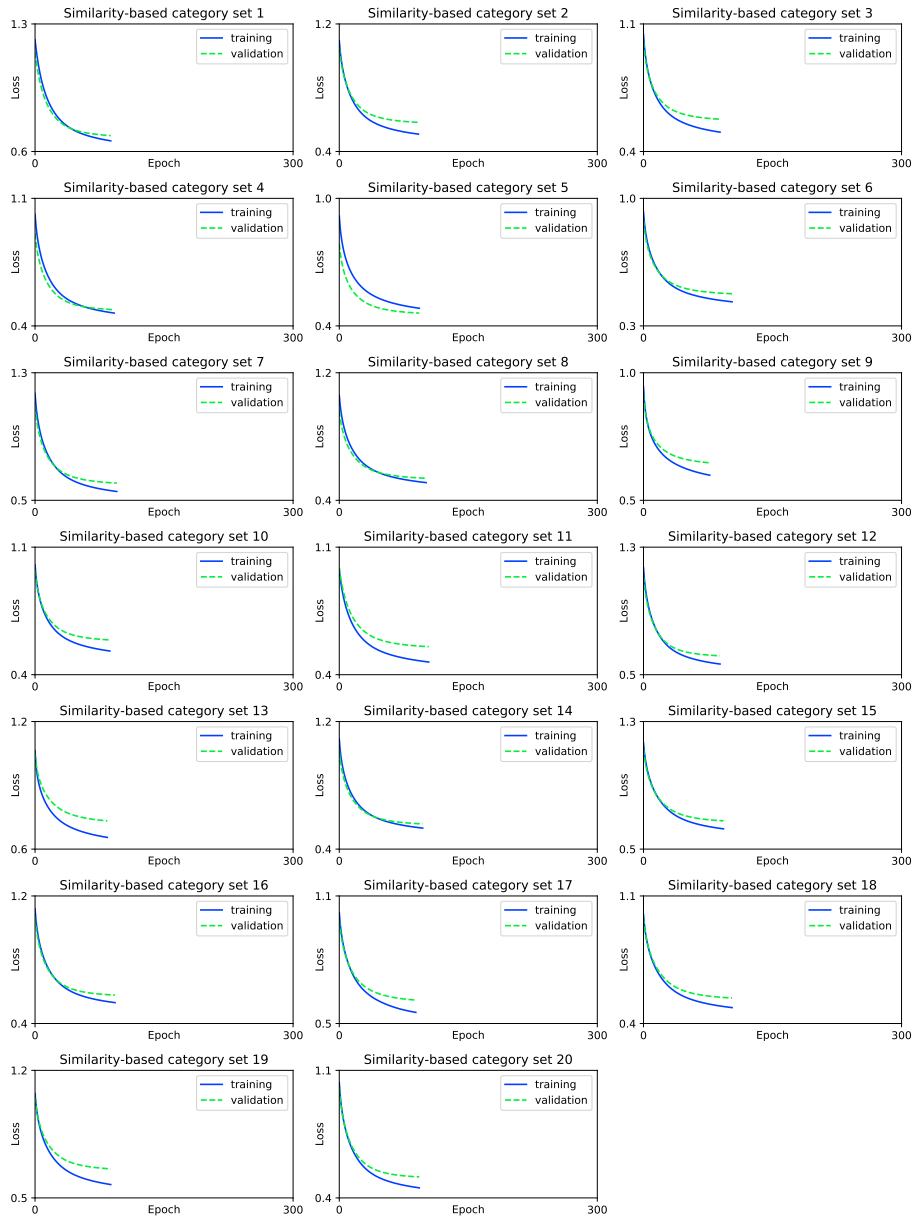 Similarity-based category set 1
1.3
training
validation
Loss
0.6
0
Epoch
300
Similarity-based category set 2
1.2
training
validation
Loss
0.4
0
Epoch
300
Similarity-based category set 3
1.1
training
validation
Loss
0.4
0
Epoch
300
Similarity-based category set 4
1.1
training
validation
Loss
0.4
0
Epoch
300
Similarity-based category set 5
1.0
training
validation
Loss
0.4
0
Epoch
300
Similarity-based category set 6
1.0
training
validation
Loss
0.3
0
Epoch
300
Similarity-based category set 7
1.3
training
validation
Loss
0.5
0
Epoch
300
Similarity-based category set 8
1.2
training
validation
Loss
0.4
0
Epoch
300
Similarity-based category set 9
1.0
training
validation
Loss
0.5
0
Epoch
300
Similarity-based category set 10
1.1
training
validation
Loss
0.4
0
Epoch
300
Similarity-based category set 11
1.1
training
validation
Loss
0.4
0
Epoch
300
Similarity-based category set 12
1.3
training
validation
Loss
0.5
0
Epoch
300
Similarity-based category set 13
1.2
training
validation
Loss
0.6
0
Epoch
300
Similarity-based category set 14
1.2
training
validation
Loss
0.4
0
Epoch
300
Similarity-based category set 15
1.3
training
validation
Loss
0.5
0
Epoch
300
Similarity-based category set 16
1.2
training
validation
Loss
0.4
0
Epoch
300
Similarity-based category set 17
1.1
training
validation
Loss
0.5
0
Epoch
300
Similarity-based category set 18
1.1
training
validation
Loss
0.4
0
Epoch
300
Similarity-based category set 19
1.2
training
validation
Loss
0.5
0
Epoch
300
Similarity-based category set 20
1.1
training
validation
Loss
0.4
0
Epoch
300